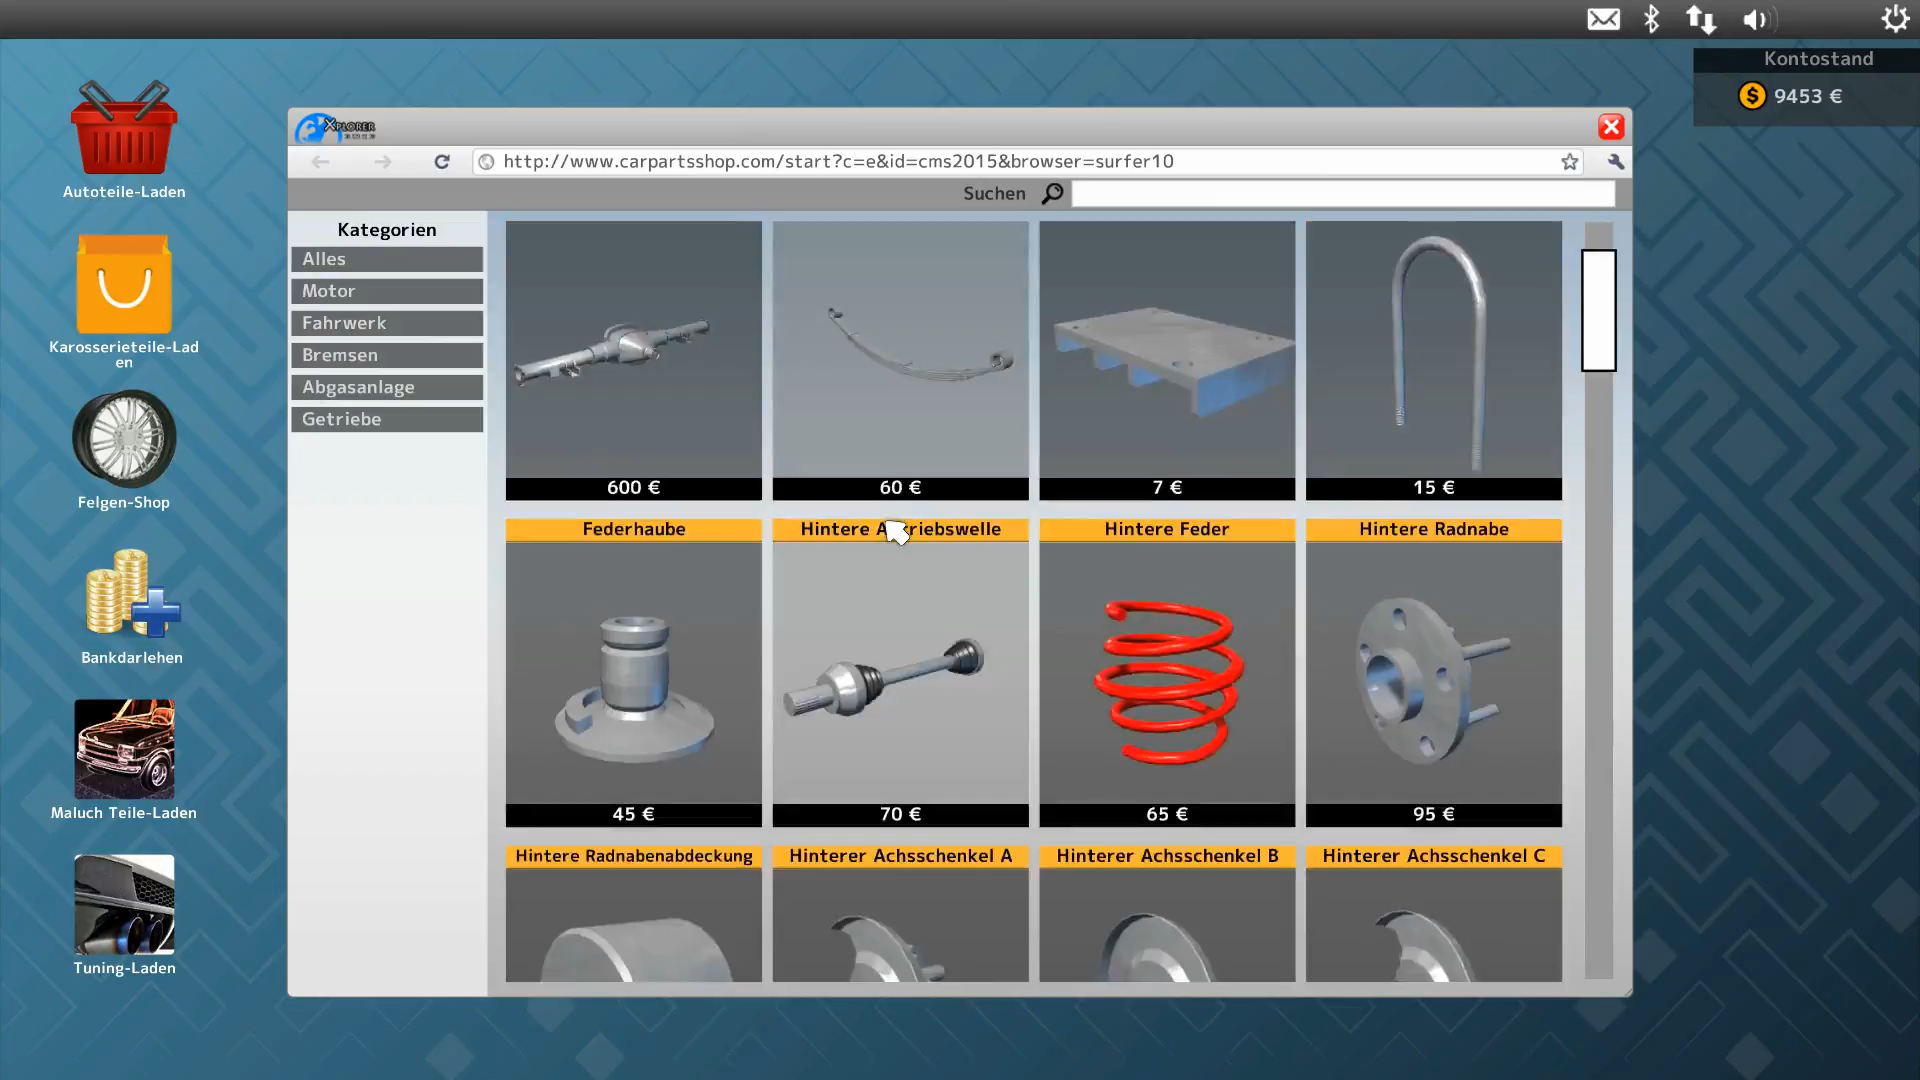 Kontostand
9453 €
Autoteile-Laden
Karosserieteile-Lad
en
Felgen-Shop
Bankdarlehen
Maluch Teile-Laden
Tuning-Laden
XPLORER
http://www.carpartsshop.com/start?c=e&id=cms2015&browser=surfer10
Suchen
Kategorien
Alles
Motor
Fahrwerk
Bremsen
Abgasanlage
Getriebe
600 €
60 €
7 €
15 €
Federhaube
Hintere Antriebswelle
Hintere Feder
Hintere Radnabe
45 €
70 €
65 €
95 €
Hintere Radnabenabdeckung
Hinterer Achsschenkel A
Hinterer Achsschenkel B
Hinterer Achsschenkel C